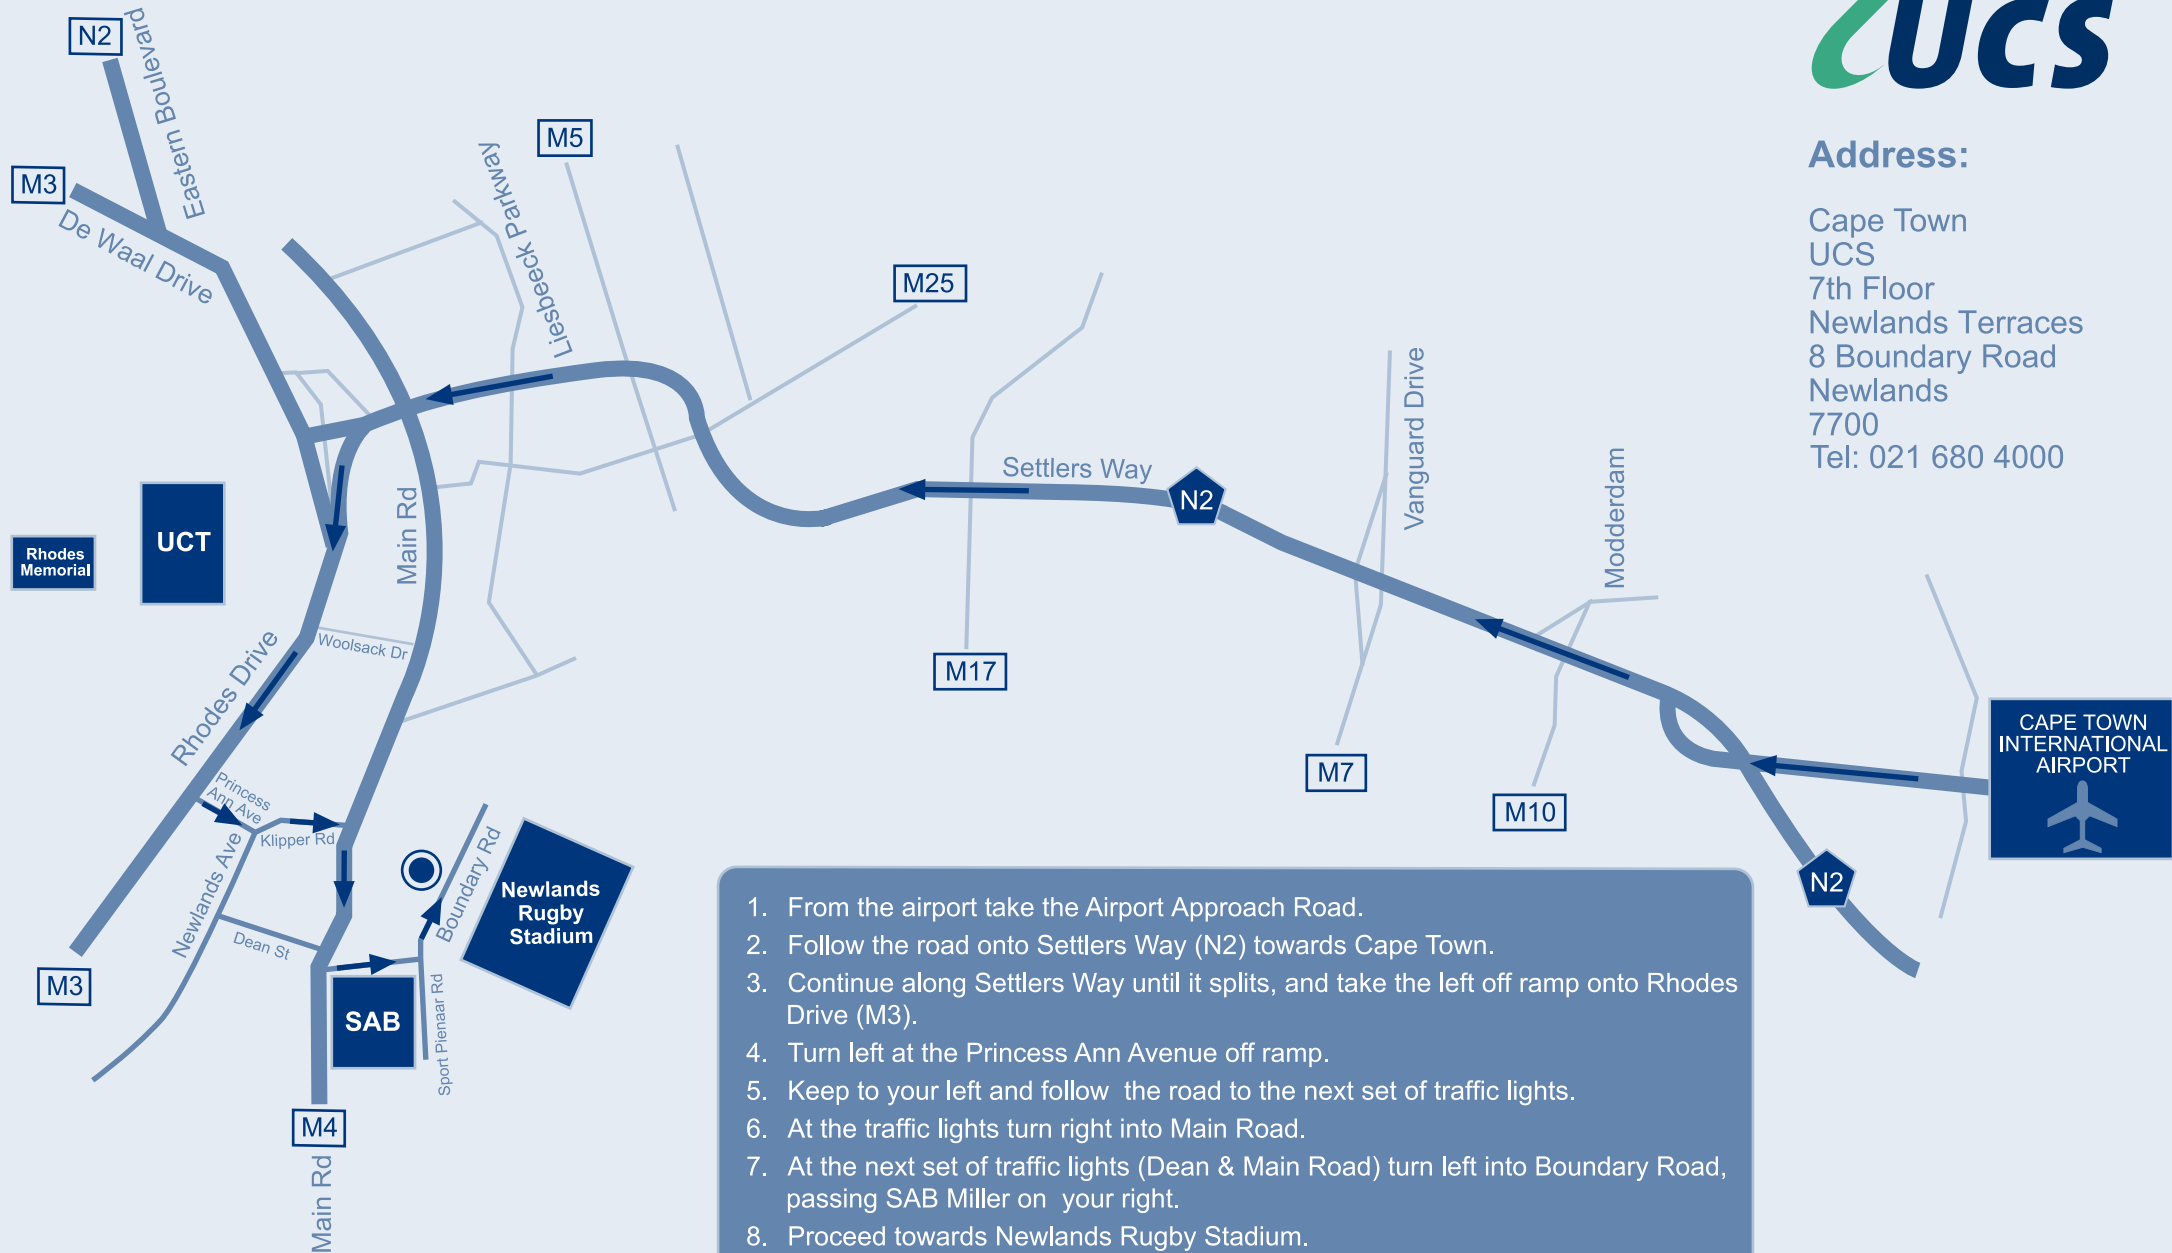 UCS
Address:
Cape Town
UCS
7th Floor
Newlands Terraces
8 Boundary Road
Newlands
7700
Tel: 021 680 4000
N2
Eastern Boulevard
M3
De Waal Drive
Liesbeeck Parkway
M5
M25
Settlers Way
N2
Vanguard Drive
Modderdam
UCT
Rhodes
Memorial
Main Rd
Woolsack Dr
Rhodes Drive
M17
M7
M10
CAPE TOWN
INTERNATIONAL
AIRPORT
N2
Princess
Ann Ave
Klipper Rd
Newlands Ave
Dean St
Boundary Rd
Newlands
Rugby
Stadium
M3
SAB
Sport Pienaar Rd
M4
Main Rd
1. From the airport take the Airport Approach Road.
2. Follow the road onto Settlers Way (N2) towards Cape Town.
3. Continue along Settlers Way until it splits, and take the left off ramp onto Rhodes
Drive (M3).
4. Turn left at the Princess Ann Avenue off ramp.
5. Keep to your left and follow the road to the next set of traffic lights.
6. At the traffic lights turn right into Main Road.
7. At the next set of traffic lights (Dean & Main Road) turn left into Boundary Road,
passing SAB Miller on your right.
8. Proceed towards Newlands Rugby Stadium.